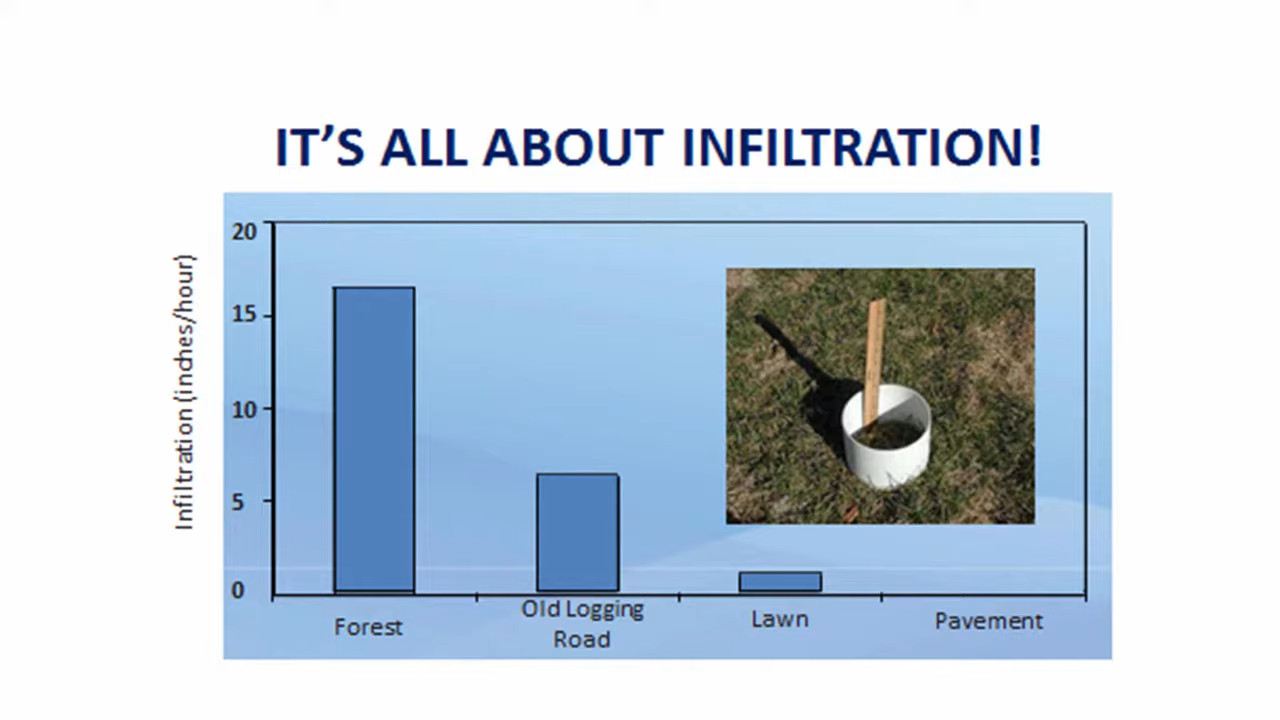 IT’S ALL ABOUT INFILTRATION!
Infiltration (inches/hour)
20
15
10
5
0
Forest
Old Logging
Road
Lawn
Pavement